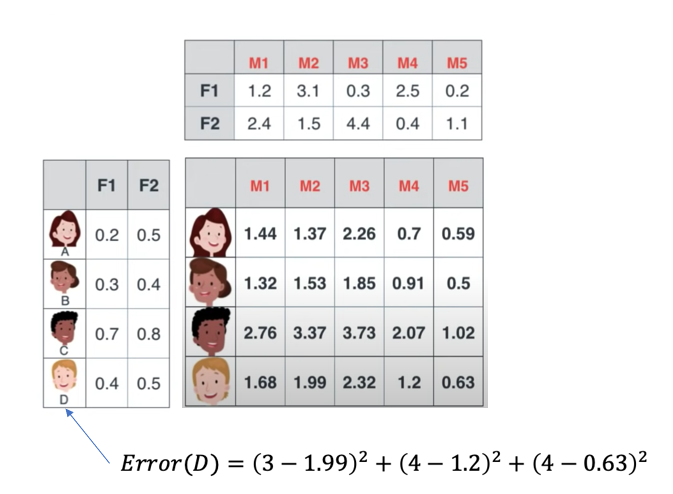 M1 M2 M3 M4 M5
F1 1.2 3.1 0.3 2.5 0.2
F2 2.4 1.5 4.4 0.4 1.1
F1 F2
A 0.2 0.5
B 0.3 0.4
C 0.7 0.8
D 0.4 0.5
M1 M2 M3 M4 M5
1.44 1.37 2.26 0.7 0.59
1.32 1.53 1.85 0.91 0.5
2.76 3.37 3.73 2.07 1.02
1.68 1.99 2.32 1.2 0.63
Error(D) = (3 − 1.99)² + (4 − 1.2)² + (4 − 0.63)²